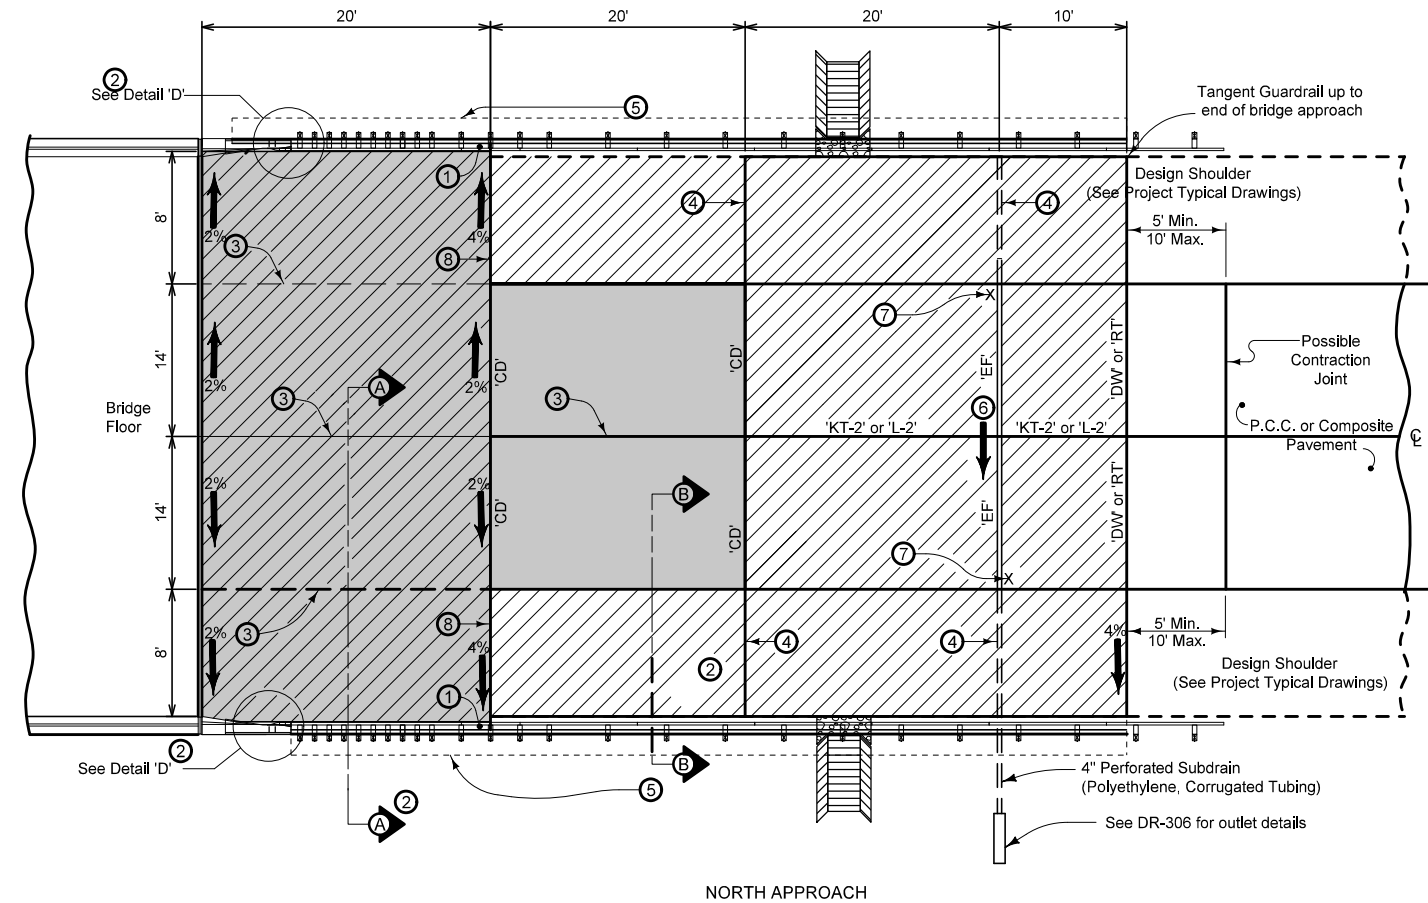 20'
20'
20'
10'
2
See Detail 'D'
5
Tangent Guardrail up to
end of bridge approach
1
Design Shoulder
(See Project Typical Drawings)
4
4
8'
2%
3
4%
8
5' Min.
10' Max.
7
X
14'
2%
2%
A
'CD'
'CD'
'EF'
'DW' or 'RT'
Possible
Contraction
Joint
3
3
6
Bridge
Floor
'KT-2' or 'L-2'
'KT-2' or 'L-2'
P.C.C. or Composite
Pavement
℄
14'
2%
2%
'CD'
B
'CD'
'EF'
'DW' or 'RT'
7
X
8'
2%
3
8
4%
4
4
4%
5' Min.
10' Max.
2
Design Shoulder
(See Project Typical Drawings)
1
2
See Detail 'D'
B
5
4" Perforated Subdrain
(Polyethylene, Corrugated Tubing)
2
A
See DR-306 for outlet details
NORTH APPROACH